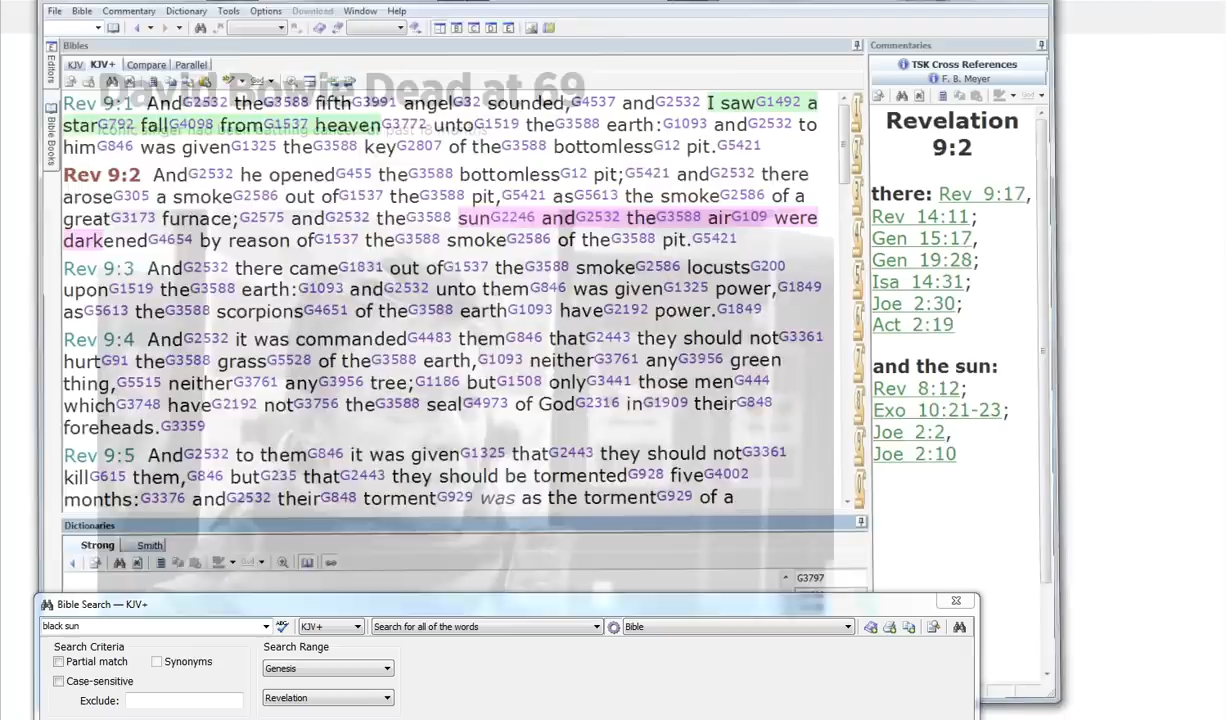 File Bible Commentary Dictionary Tools Options Download Window Help
Bibles
KJV KJV+ Compare Parallel
David Bowie Dead at 69
Rev 9:1 AndG2532 theG3588 fifthG3991 angelG32 sounded,G4537 andG2532 I sawG1492 a
starG792 fallG4098 fromG1537 heavenG3772 untoG1519 theG3588 earth:G1093 andG2532 to
himG846 was givenG1325 theG3588 keyG2807 of theG3588 bottomlessG12 pit.G5421
Rev 9:2 AndG2532 he openedG455 theG3588 bottomlessG12 pit;G5421 andG2532 there
aroseG305 a smokeG2586 out ofG1537 theG3588 pit,G5421 asG5613 the smokeG2586 of a
greatG3173 furnace;G2575 andG2532 theG3588 sunG2246 andG2532 theG3588 airG109 were
darkenedG4654 by reason ofG1537 theG3588 smokeG2586 of theG3588 pit.G5421
Rev 9:3 AndG2532 there cameG1831 out ofG1537 theG3588 smokeG2586 locustsG200
uponG1519 theG3588 earth:G1093 andG2532 unto themG846 was givenG1325 power,G1849
asG5613 theG3588 scorpionsG4651 of theG3588 earthG1093 haveG2192 power.G1849
Rev 9:4 AndG2532 it was commandedG4483 themG846 thatG2443 they should notG3361
hurtG91 theG3588 grassG5528 of theG3588 earth,G1093 neitherG3761 anyG3956 green
thing,G5515 neitherG3761 anyG3956 tree;G1186 butG1508 onlyG3441 those menG444
whichG3748 haveG2192 notG3756 theG3588 sealG4973 of GodG2316 inG1909 theirG848
foreheads.G3359
Rev 9:5 AndG2532 to themG846 it was givenG1325 thatG2443 they should notG3361
killG615 them,G846 butG235 thatG2443 they should be tormentedG928 fiveG4002
months:G3376 andG2532 theirG848 tormentG929 was as the tormentG929 of a
Editors
Bible Books
Commentaries
TSK Cross References
F. B. Meyer
Revelation
9:2
there: Rev 9:17,
Rev 14:11;
Gen 15:17,
Gen 19:28;
Isa 14:31;
Joe 2:30;
Act 2:19
and the sun:
Rev 8:12;
Exo 10:21-23;
Joe 2:2,
Joe 2:10
Dictionaries
Strong Smith
G3797
Bible Search — KJV+
black sun KJV+ Search for all of the words Bible
Search Criteria Search Range
Partial match Synonyms Genesis
Case-sensitive
Exclude: Revelation